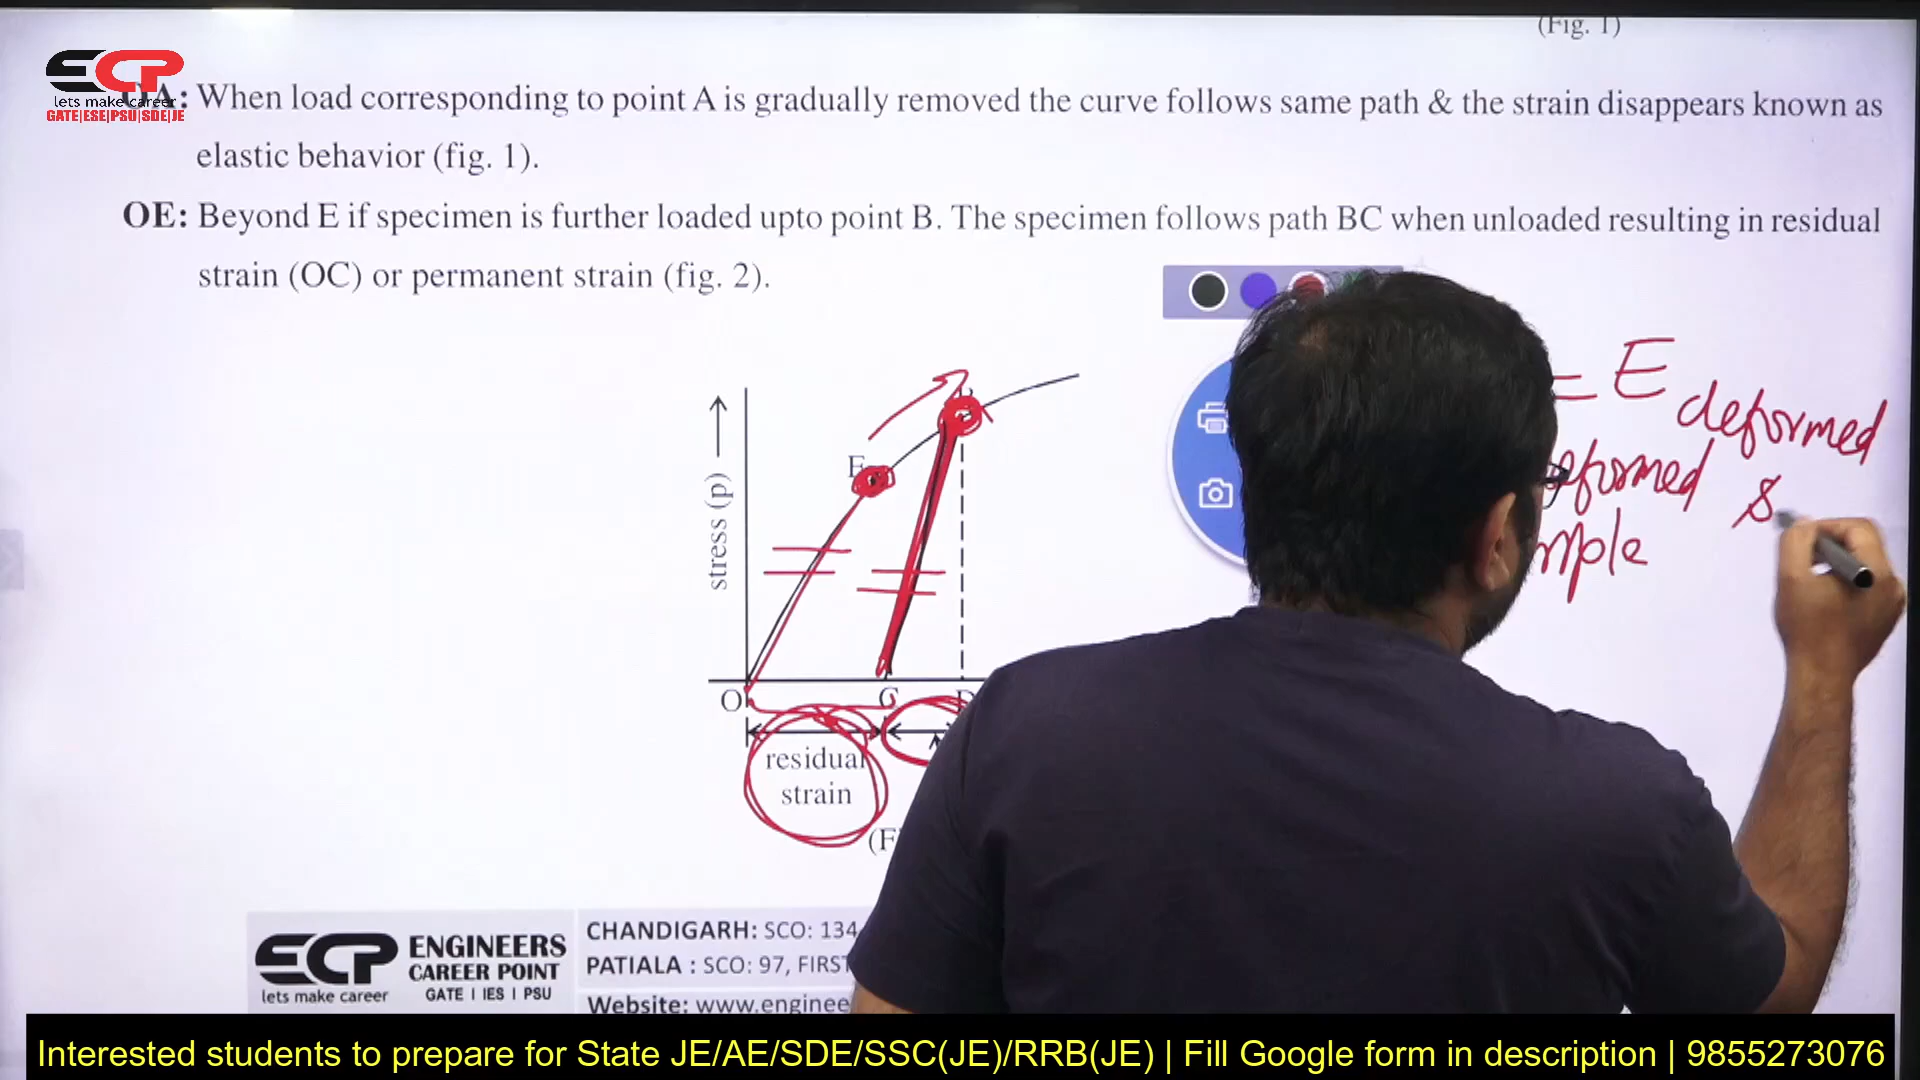 (Fig. 1)
ECP
lets make career
GATE|ESE|PSU|SDE|JE
OA: When load corresponding to point A is gradually removed the curve follows same path & the strain disappears known as
elastic behavior (fig. 1).
OE: Beyond E if specimen is further loaded upto point B. The specimen follows path BC when unloaded resulting in residual
strain (OC) or permanent strain (fig. 2).
= E deformed
E
stress (p)
O C
residual
strain
ECP
lets make career
ENGINEERS
CAREER POINT
GATE | IES | PSU
CHANDIGARH: SCO: 134
PATIALA : SCO: 97,
Website:
Interested students to prepare for State JE/AE/SDE/SSC(JE)/RRB(JE) | Fill Google form in description | 9855273076